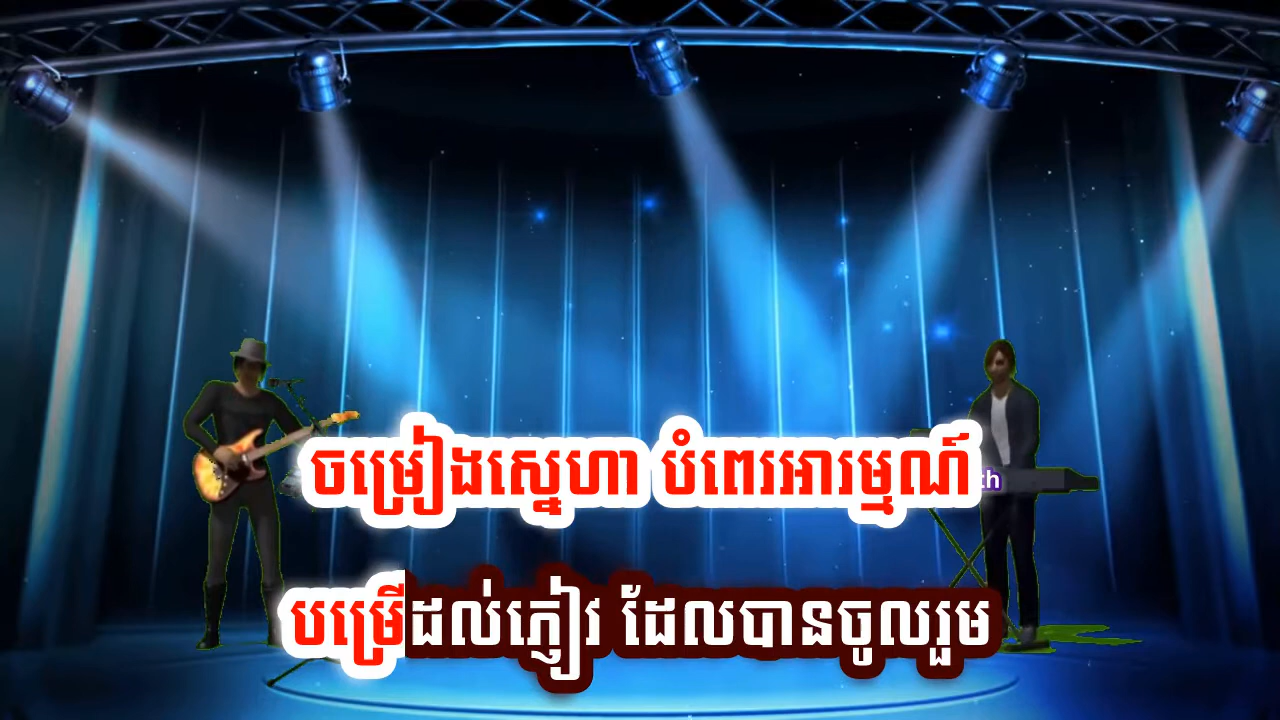 ចម្រៀងស្នេហា បំពេរអារម្មណ៍
បម្រើដល់ភ្ញៀវ ដែលបានចូលរួម